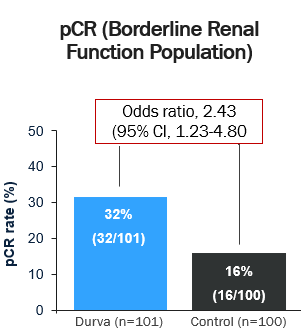 pCR (Borderline Renal
Function Population)
Odds ratio, 2.43
(95% CI, 1.23-4.80
50
40
30
20
10
0
pCR rate (%)
32%
(32/101)
16%
(16/100)
Durva (n=101)
Control (n=100)